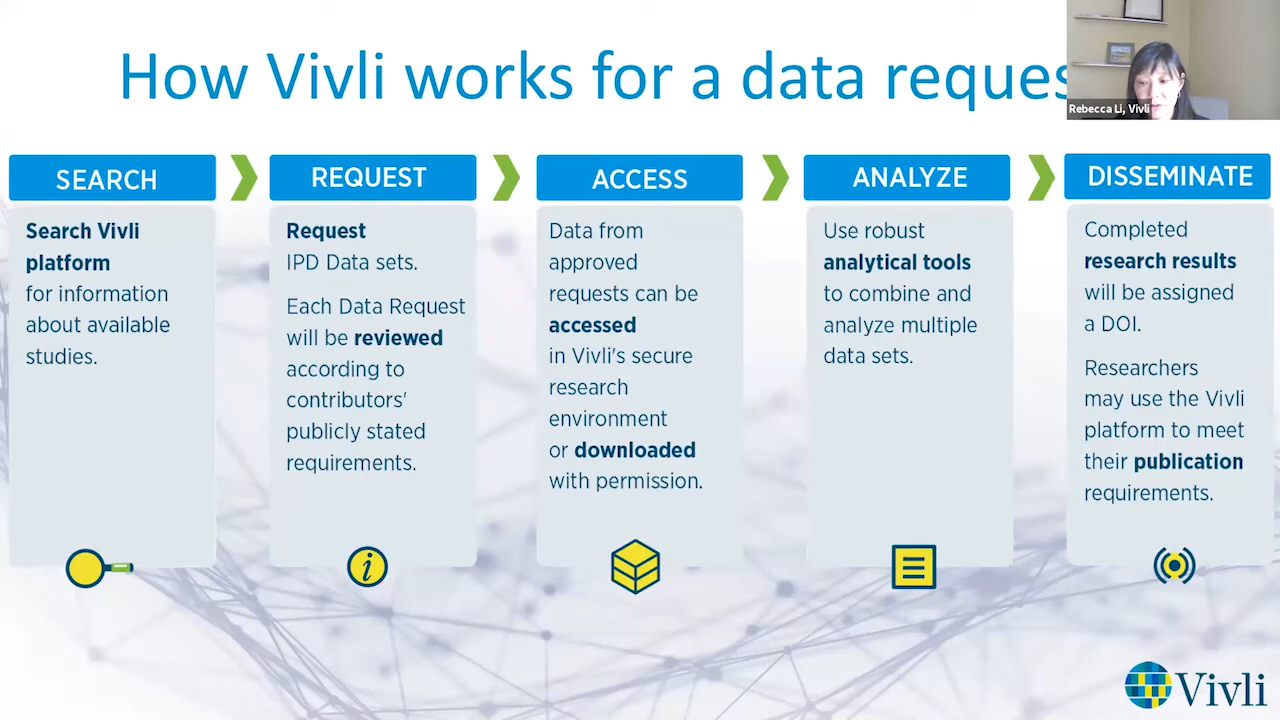 How Vivli works for a data reques
Rebecca Li, Vivli
SEARCH
Search Vivli
platform
for information
about available
studies.
REQUEST
Request
IPD Data sets.
Each Data Request
will be reviewed
according to
contributors'
publicly stated
requirements.
ACCESS
Data from
approved
requests can be
accessed
in Vivli's secure
research
environment
or downloaded
with permission.
ANALYZE
Use robust
analytical tools
to combine and
analyze multiple
data sets.
DISSEMINATE
Completed
research results
will be assigned
a DOI.
Researchers
may use the Vivli
platform to meet
their publication
requirements.
i
Vivli